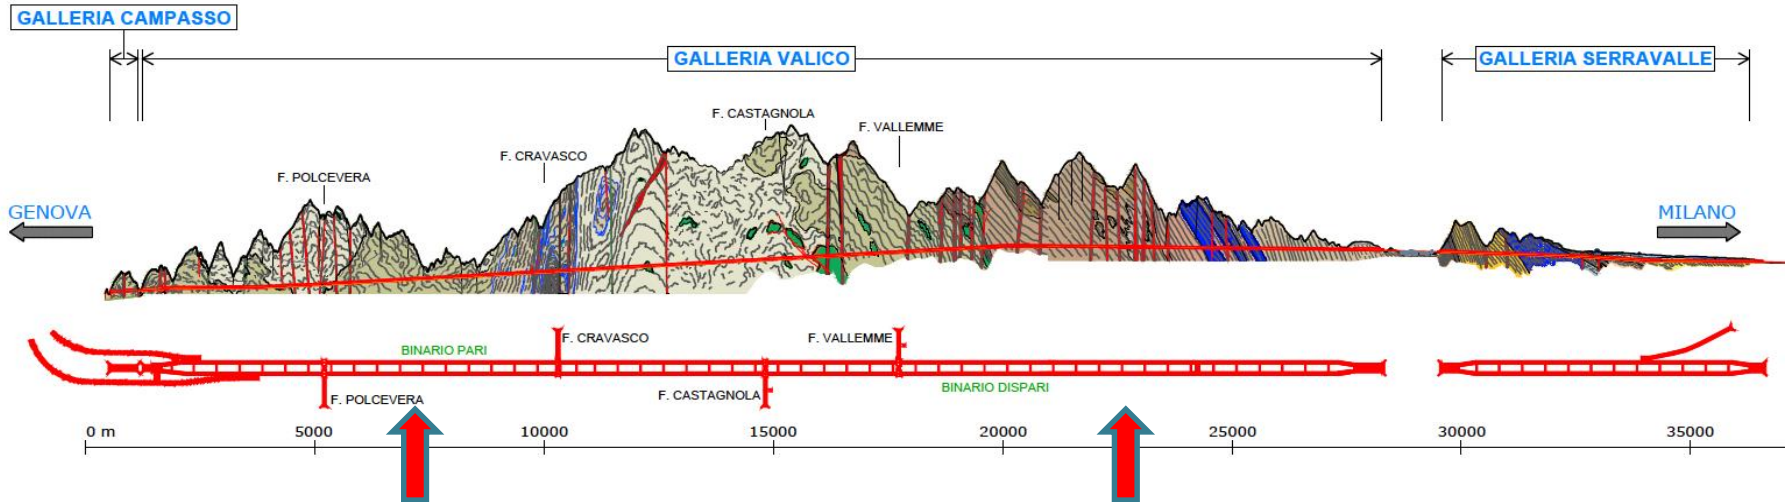 GALLERIA CAMPASSO
GALLERIA VALICO
GALLERIA SERRAVALLE
F. CASTAGNOLA
F. VALLEMME
F. CRAVASCO
F. POLCEVERA
GENOVA
MILANO
F. CRAVASCO
F. VALLEMME
BINARIO PARI
BINARIO DISPARI
F. POLCEVERA
F. CASTAGNOLA
0 m 5000 10000 15000 20000 25000 30000 35000